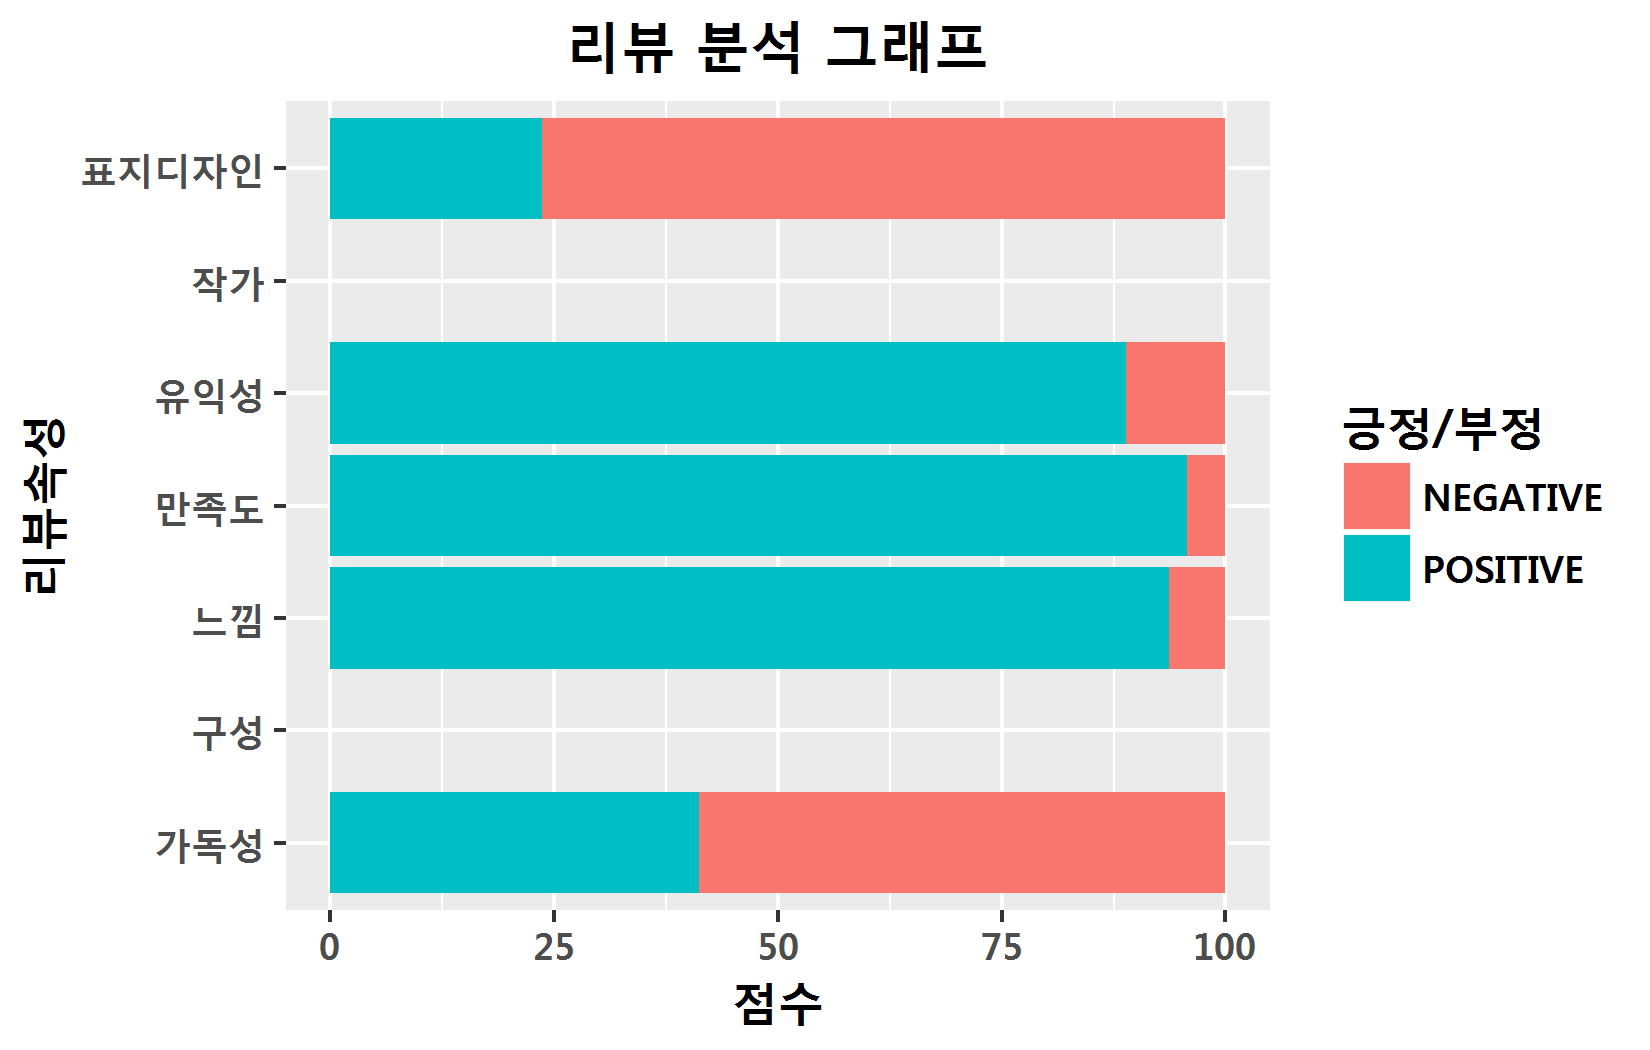 리뷰 분석 그래프
리뷰속성
표지디자인
작가
유익성
만족도
느낌
구성
가독성
0 25 50 75 100
점수
긍정/부정
NEGATIVE
POSITIVE